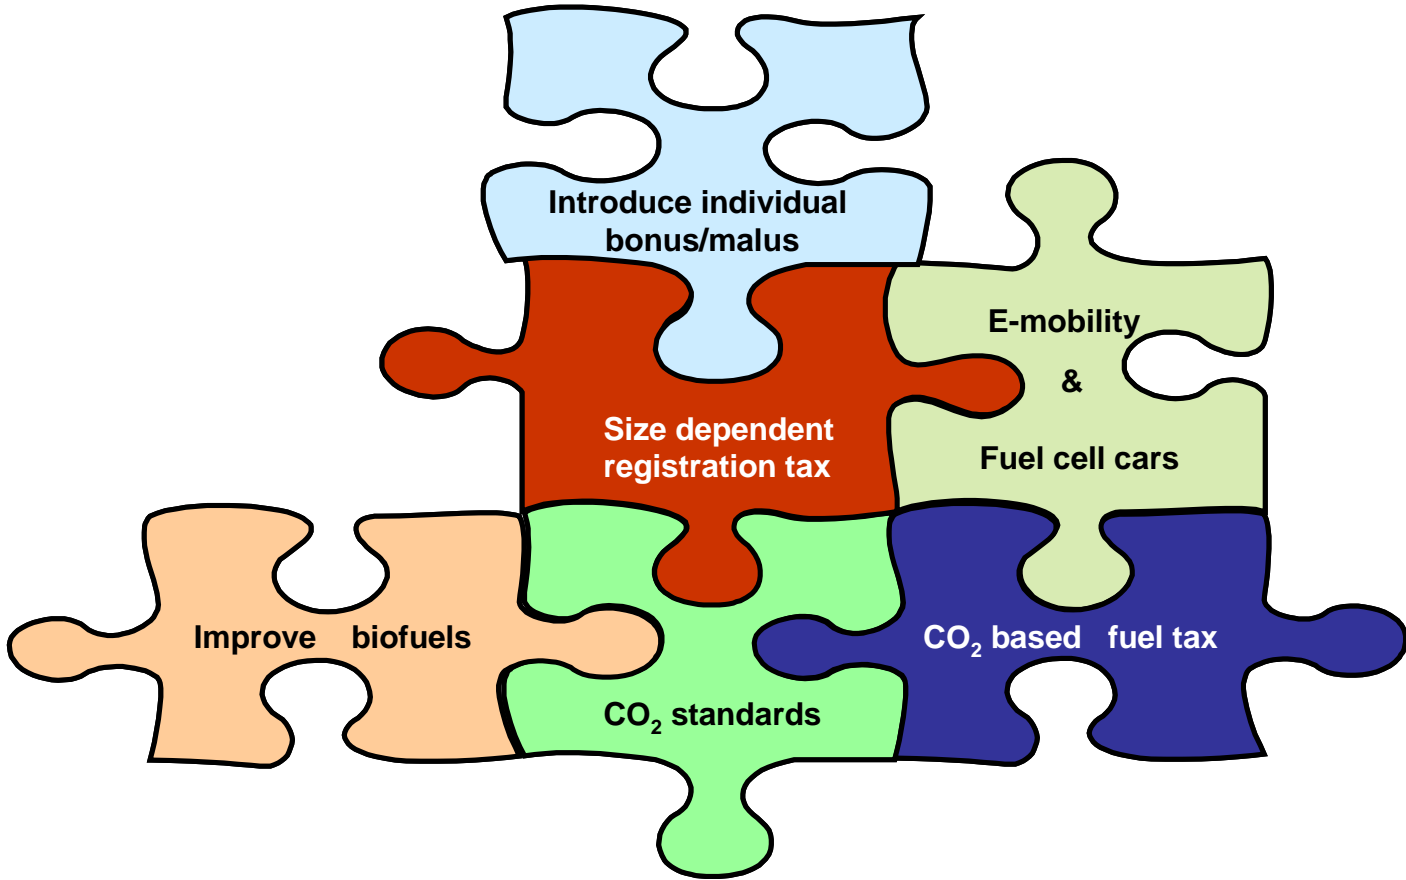 Introduce individual
bonus/malus
E-mobility
&
Fuel cell cars
Size dependent
registration tax
Improve biofuels
CO₂ based fuel tax
CO₂ standards